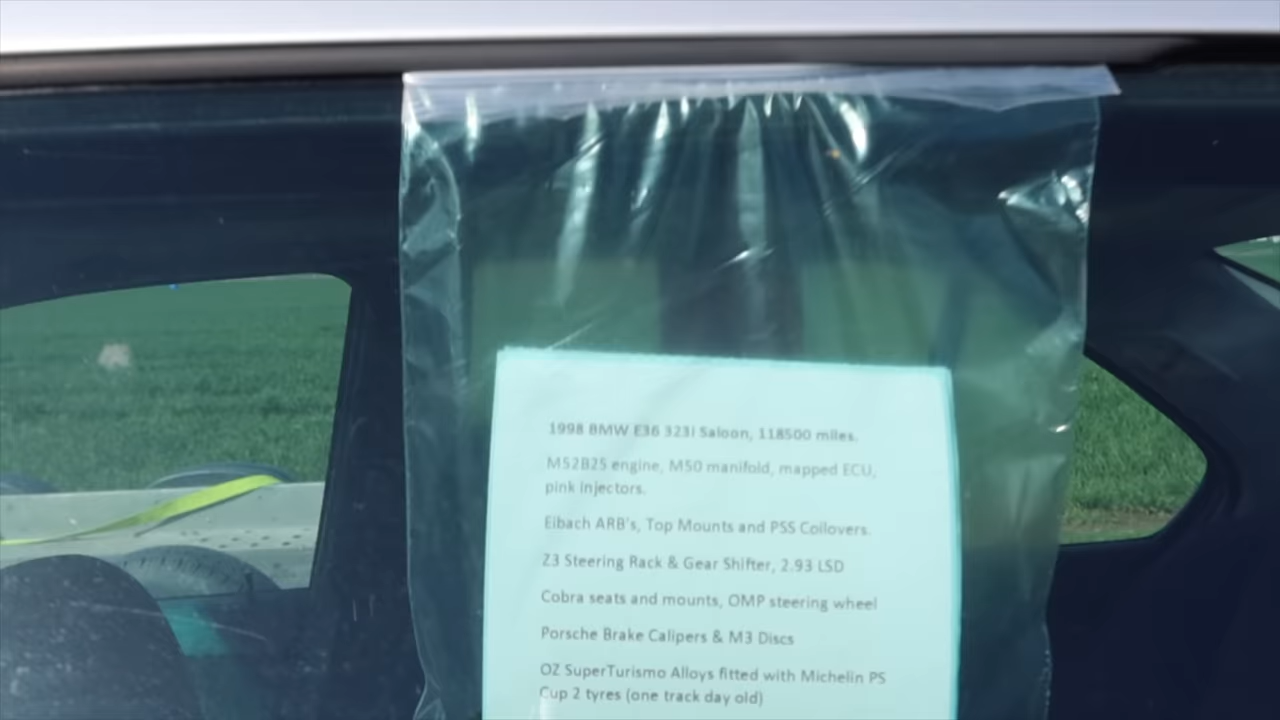 1998 BMW E36 323i Saloon, 118500 miles.
M52B25 engine, M50 manifold, mapped ECU,
pink injectors.
Eibach ARB's, Top Mounts and PSS Coilovers.
Z3 Steering Rack & Gear Shifter, 2.93 LSD
Cobra seats and mounts, OMP steering wheel
Porsche Brake Calipers & M3 Discs
OZ SuperTurismo Alloys fitted with Michelin PS
Cup 2 tyres (one track day old)